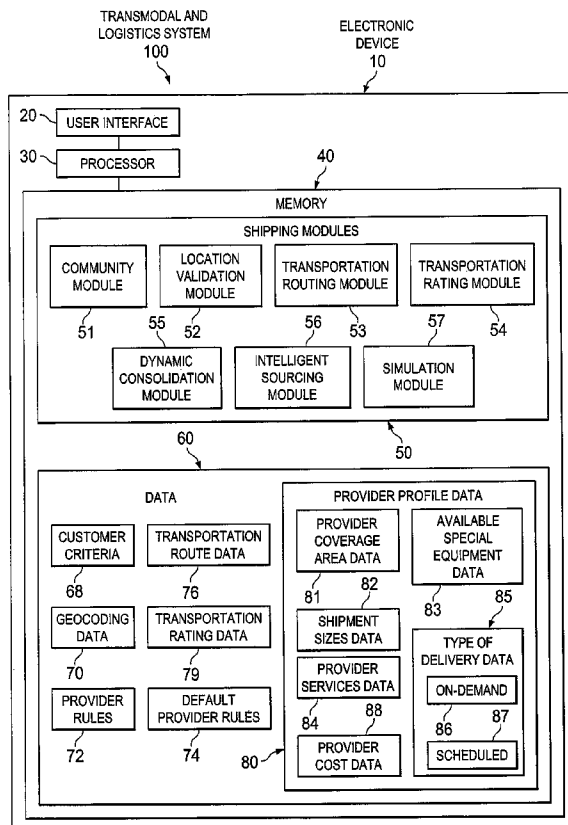 TRANSMODAL AND
LOGISTICS SYSTEM
100
ELECTRONIC
DEVICE
10
20
USER INTERFACE
30
PROCESSOR
40
MEMORY
SHIPPING MODULES
COMMUNITY
MODULE
51
LOCATION
VALIDATION
MODULE
52
TRANSPORTATION
ROUTING MODULE
53
TRANSPORTATION
RATING MODULE
54
55
DYNAMIC
CONSOLIDATION
MODULE
56
INTELLIGENT
SOURCING
MODULE
57
SIMULATION
MODULE
50
60
DATA
CUSTOMER
CRITERIA
68
TRANSPORTATION
ROUTE DATA
76
GEOCODING
DATA
70
TRANSPORTATION
RATING DATA
79
PROVIDER
RULES
72
DEFAULT
PROVIDER RULES
74
80
PROVIDER PROFILE DATA
PROVIDER
COVERAGE
AREA DATA
81
82
SHIPMENT
SIZES DATA
PROVIDER
SERVICES DATA
84
88
PROVIDER
COST DATA
AVAILABLE
SPECIAL
EQUIPMENT
DATA
83
85
TYPE OF
DELIVERY DATA
ON-DEMAND
86
87
SCHEDULED